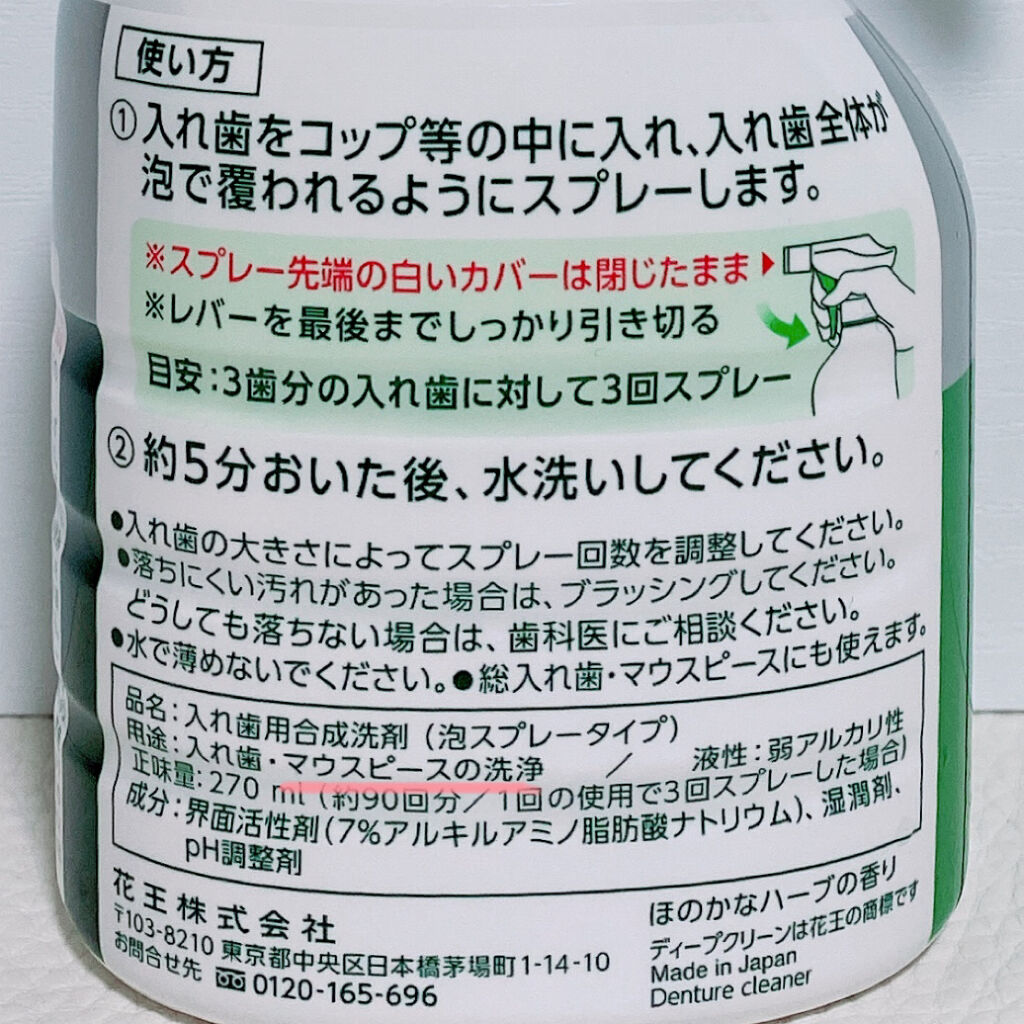 使い方
①入れ歯をコップ等の中に入れ、入れ歯全体が
泡で覆われるようにスプレーします。
※スプレー先端の白いカバーは閉じたまま
※レバーを最後までしっかり引き切る
目安：3歯分の入れ歯に対して3回スプレー
②約5分おいた後、水洗いしてください。
●入れ歯の大きさによってスプレー回数を調整してください。
●落ちにくい汚れがあった場合は、ブラッシングしてください。
どうしても落ちない場合は、歯科医にご相談ください。
●水で薄めないでください。●総入れ歯・マウスピースにも使えます。
品名：入れ歯用合成洗剤（泡スプレータイプ）
用途：入れ歯・マウスピースの洗浄 ／ 液性：弱アルカリ性
正味量：270 ml（約90回分／1回の使用で3回スプレーした場合）
成分：界面活性剤（7%アルキルアミノ脂肪酸ナトリウム）、湿潤剤、
pH調整剤
花王株式会社
〒103-8210 東京都中央区日本橋茅場町1-14-10
お問合せ先 0120-165-696
ほのかなハーブの香り
ディープクリーンは花王の商標です
Made in Japan
Denture cleaner